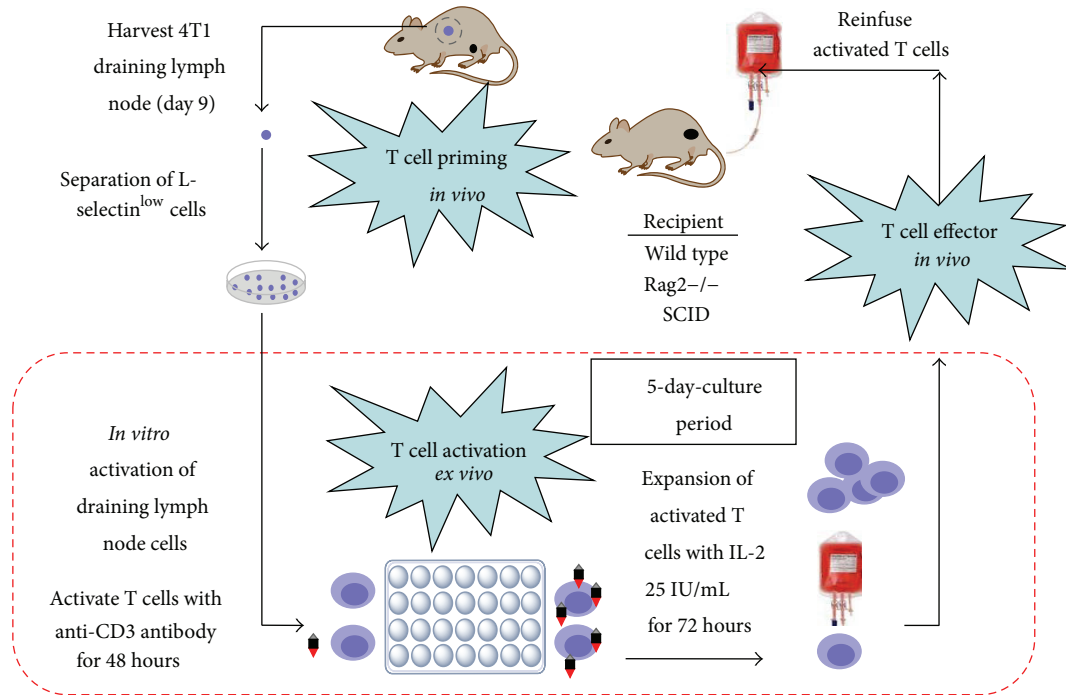 Harvest 4T1
draining lymph
node (day 9)
Separation of L-
selectin^low cells
T cell priming
in vivo
Reinfuse
activated T cells
Recipient
Wild type
Rag2−/−
SCID
T cell effector
in vivo
In vitro
activation of
draining lymph
node cells
Activate T cells with
anti-CD3 antibody
for 48 hours
T cell activation
ex vivo
5-day-culture
period
Expansion of
activated T
cells with IL-2
25 IU/mL
for 72 hours